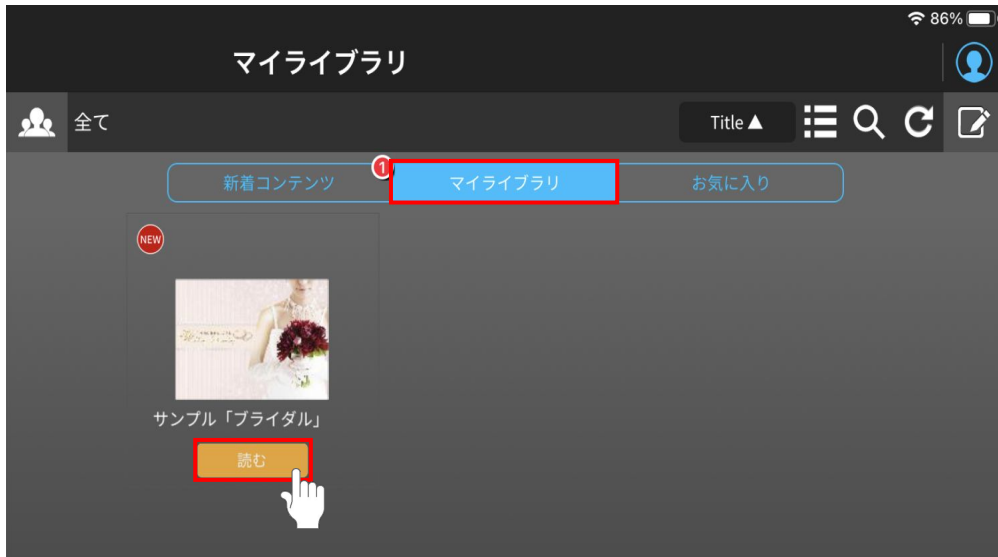 86%
マイライブラリ
全て
Title ▲
新着コンテンツ
1
マイライブラリ
お気に入り
NEW
サンプル「ブライダル」
読む